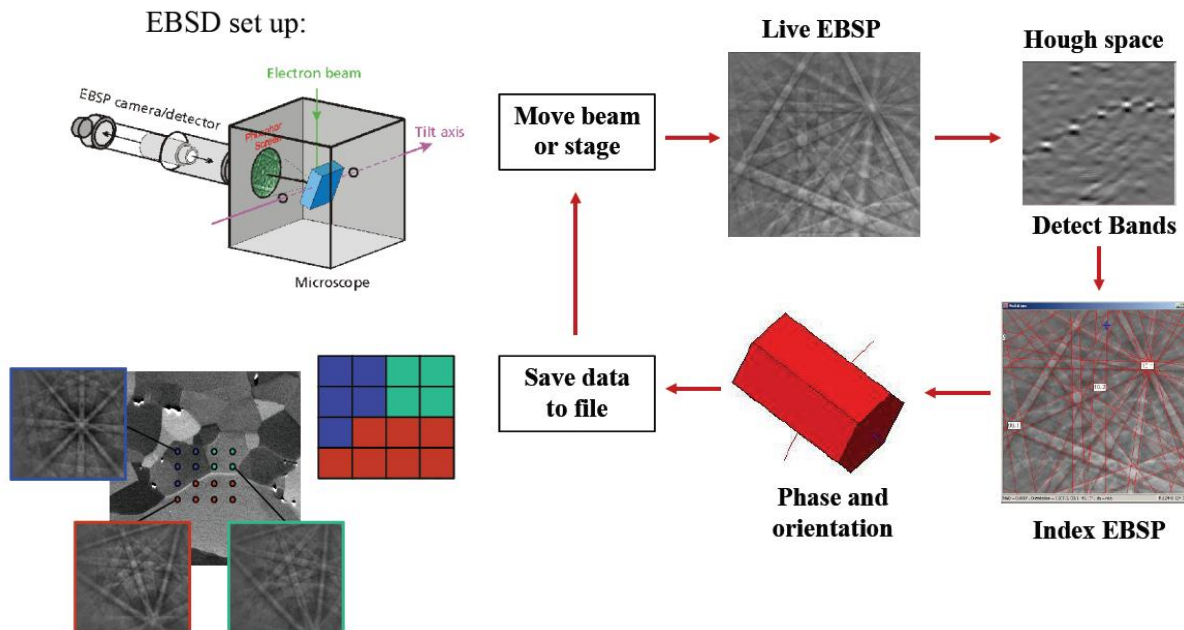 EBSD set up:
Electron beam
EBSP camera/detector
Phosphor
Screen
Tilt axis
Microscope
Move beam
or stage
Live EBSP
Hough space
Detect Bands
Index EBSP
Phase and
orientation
Save data
to file